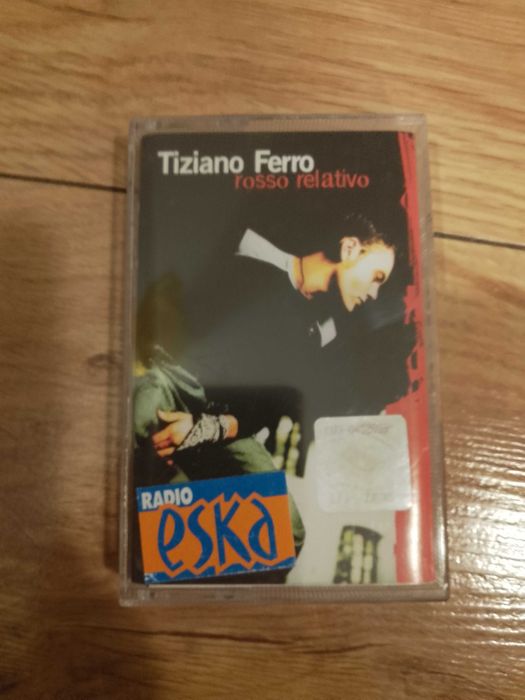 Tiziano Ferro
rosso relativo
RADIO
eska